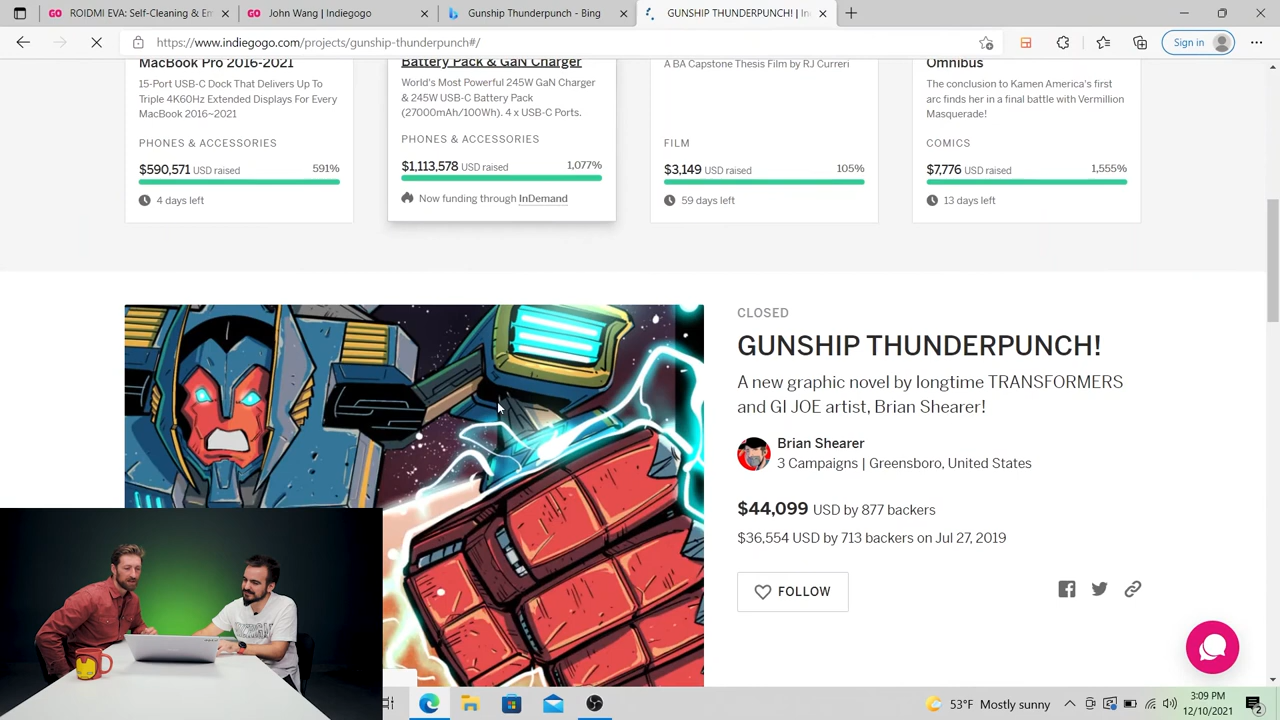 ROIDMI EVE Plus: Self-Cleaning & Em
John Wang | Indiegogo
Gunship Thunderpunch - Bing
GUNSHIP THUNDERPUNCH! | Indie
https://www.indiegogo.com/projects/gunship-thunderpunch#/
Sign in
MacBook Pro 2016-2021
15-Port USB-C Dock That Delivers Up To
Triple 4K60Hz Extended Displays For Every
MacBook 2016~2021
PHONES & ACCESSORIES
$590,571 USD raised
591%
4 days left
Battery Pack & GaN Charger
World's Most Powerful 245W GaN Charger
& 245W USB-C Battery Pack
(27000mAh/100Wh). 4 x USB-C Ports.
PHONES & ACCESSORIES
$1,113,578 USD raised
1,077%
Now funding through InDemand
A BA Capstone Thesis Film by RJ Curreri
FILM
$3,149 USD raised
105%
59 days left
Omnibus
The conclusion to Kamen America's first
arc finds her in a final battle with Vermillion
Masquerade!
COMICS
$7,776 USD raised
1,555%
13 days left
CLOSED
GUNSHIP THUNDERPUNCH!
A new graphic novel by longtime TRANSFORMERS
and GI JOE artist, Brian Shearer!
Brian Shearer
3 Campaigns | Greensboro, United States
$44,099 USD by 877 backers
$36,554 USD by 713 backers on Jul 27, 2019
FOLLOW
53°F Mostly sunny
3:09 PM
12/10/2021
2